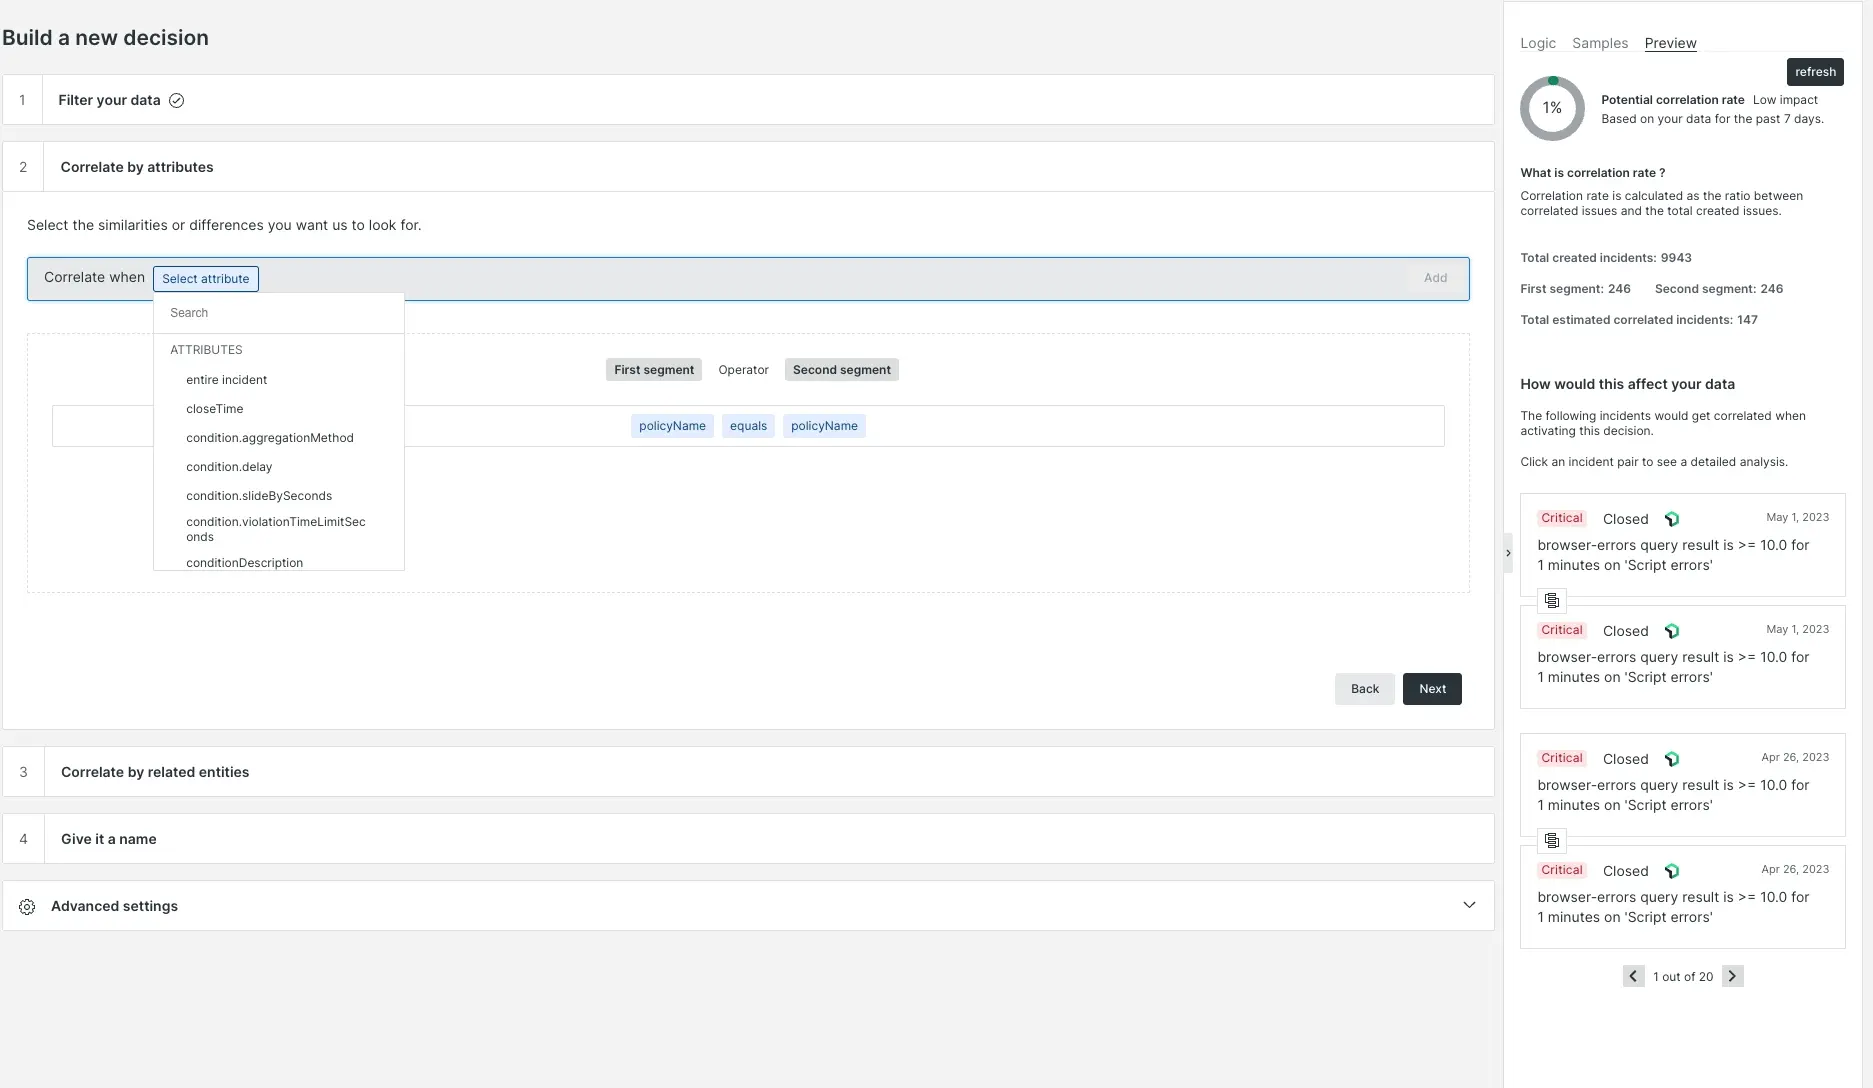 Build a new decision
1
Filter your data
2
Correlate by attributes
Select the similarities or differences you want us to look for.
Correlate when Select attribute
Add
Search
ATTRIBUTES
entire incident
closeTime
condition.aggregationMethod
condition.delay
condition.slideBySeconds
condition.violationTimeLimitSec
onds
conditionDescription
First segment Operator Second segment
policyName equals policyName
Back Next
3
Correlate by related entities
4
Give it a name
Advanced settings
Logic Samples Preview
refresh
1%
Potential correlation rate Low impact
Based on your data for the past 7 days.
What is correlation rate ?
Correlation rate is calculated as the ratio between
correlated issues and the total created issues.
Total created incidents: 9943
First segment: 246 Second segment: 246
Total estimated correlated incidents: 147
How would this affect your data
The following incidents would get correlated when
activating this decision.
Click an incident pair to see a detailed analysis.
Critical Closed May 1, 2023
browser-errors query result is >= 10.0 for
1 minutes on 'Script errors'
Critical Closed May 1, 2023
browser-errors query result is >= 10.0 for
1 minutes on 'Script errors'
Critical Closed Apr 26, 2023
browser-errors query result is >= 10.0 for
1 minutes on 'Script errors'
Critical Closed Apr 26, 2023
browser-errors query result is >= 10.0 for
1 minutes on 'Script errors'
1 out of 20